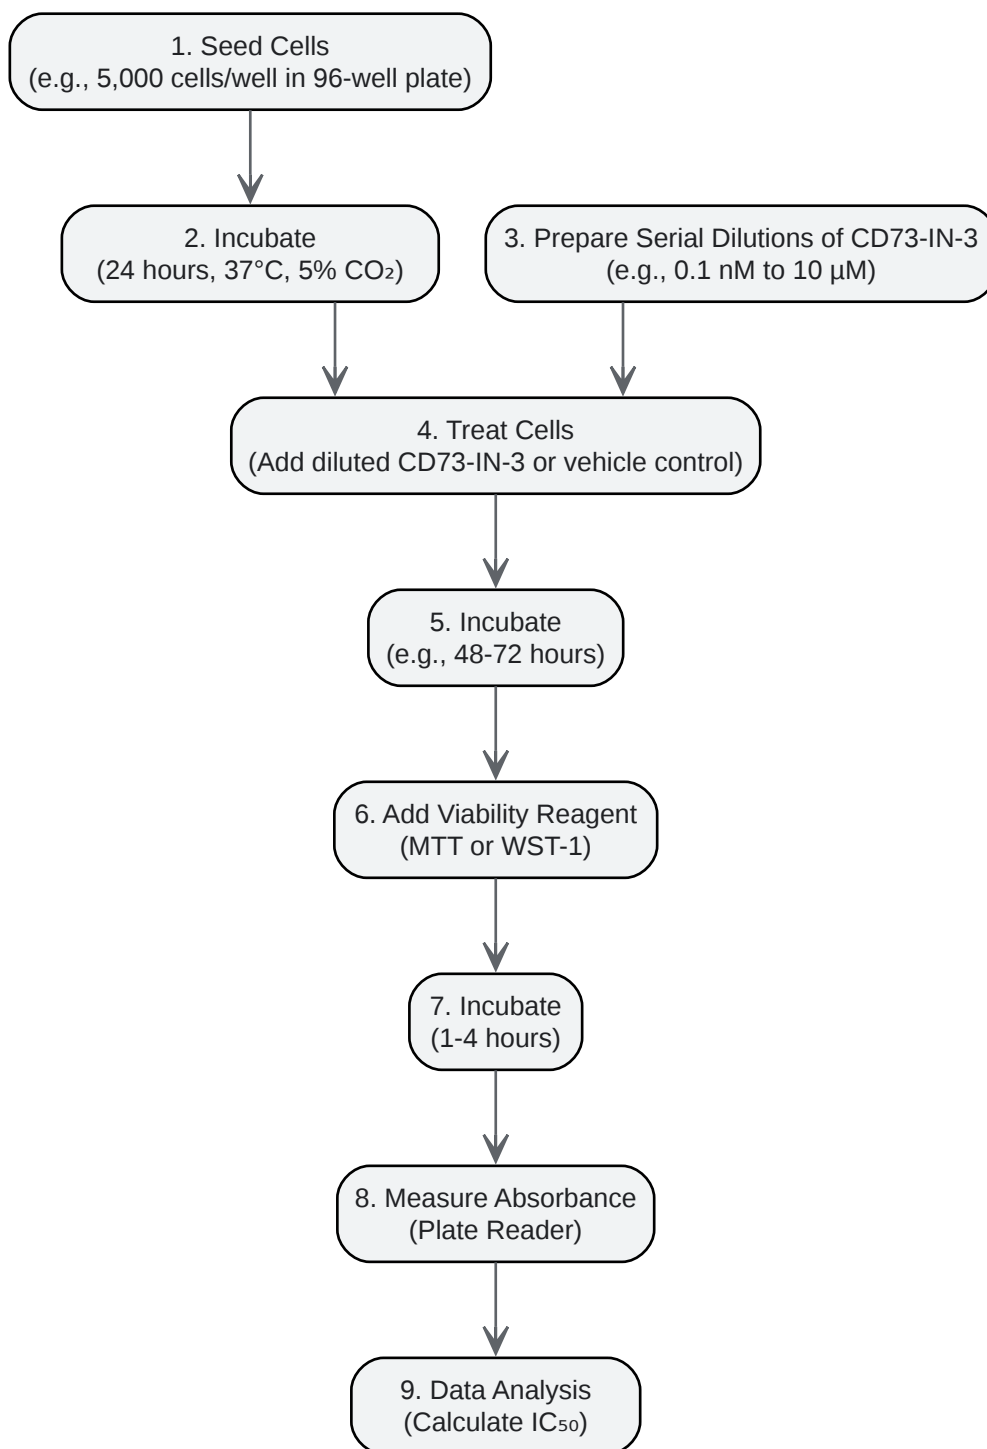 1. Seed Cells
(e.g., 5,000 cells/well in 96-well plate)
2. Incubate
(24 hours, 37°C, 5% CO₂)
3. Prepare Serial Dilutions of CD73-IN-3
(e.g., 0.1 nM to 10 µM)
4. Treat Cells
(Add diluted CD73-IN-3 or vehicle control)
5. Incubate
(e.g., 48-72 hours)
6. Add Viability Reagent
(MTT or WST-1)
7. Incubate
(1-4 hours)
8. Measure Absorbance
(Plate Reader)
9. Data Analysis
(Calculate IC₅₀)